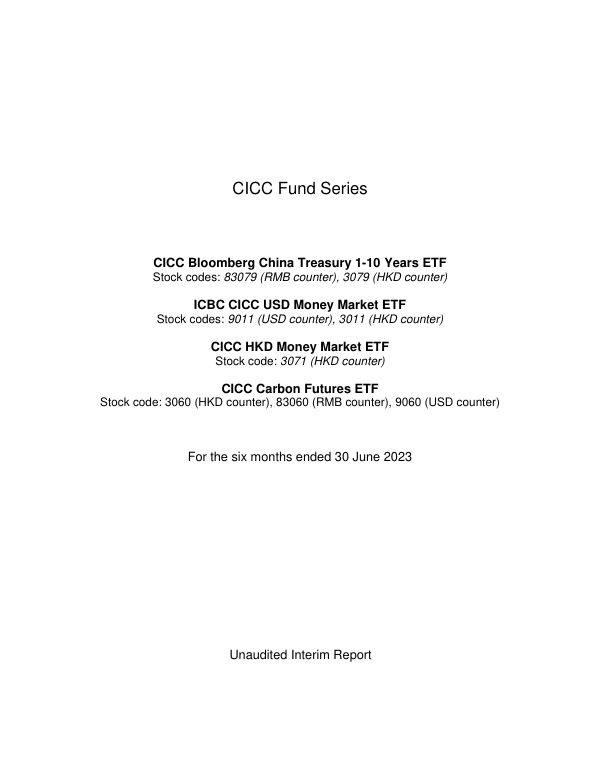 CICC Fund Series
CICC Bloomberg China Treasury 1-10 Years ETF
Stock codes: 83079 (RMB counter), 3079 (HKD counter)
ICBC CICC USD Money Market ETF
Stock codes: 9011 (USD counter), 3011 (HKD counter)
CICC HKD Money Market ETF
Stock code: 3071 (HKD counter)
CICC Carbon Futures ETF
Stock code: 3060 (HKD counter), 83060 (RMB counter), 9060 (USD counter)
For the six months ended 30 June 2023
Unaudited Interim Report